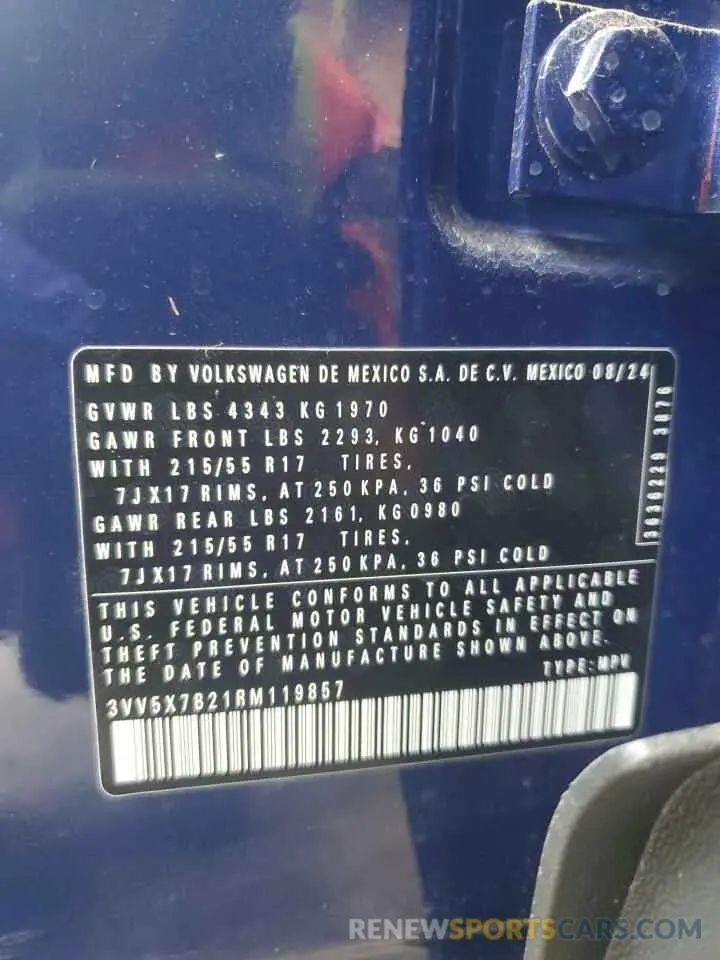 MFD BY VOLKSWAGEN DE MEXICO S.A. DE C.V. MEXICO 08/24
GVWR LBS 4343 KG 1970
GAWR FRONT LBS 2293, KG 1040
WITH 215/55 R17 TIRES,
7JX17 RIMS, AT 250 KPA, 36 PSI COLD
GAWR REAR LBS 2161, KG 0980
WITH 215/55 R17 TIRES,
7JX17 RIMS, AT 250 KPA, 36 PSI COLD
THIS VEHICLE CONFORMS TO ALL APPLICABLE
U.S. FEDERAL MOTOR VEHICLE SAFETY AND
THEFT PREVENTION STANDARDS IN EFFECT ON
THE DATE OF MANUFACTURE SHOWN ABOVE.
TYPE:MPV
3VV5X7B21RM119857
RENEWSPORTSCARS.COM